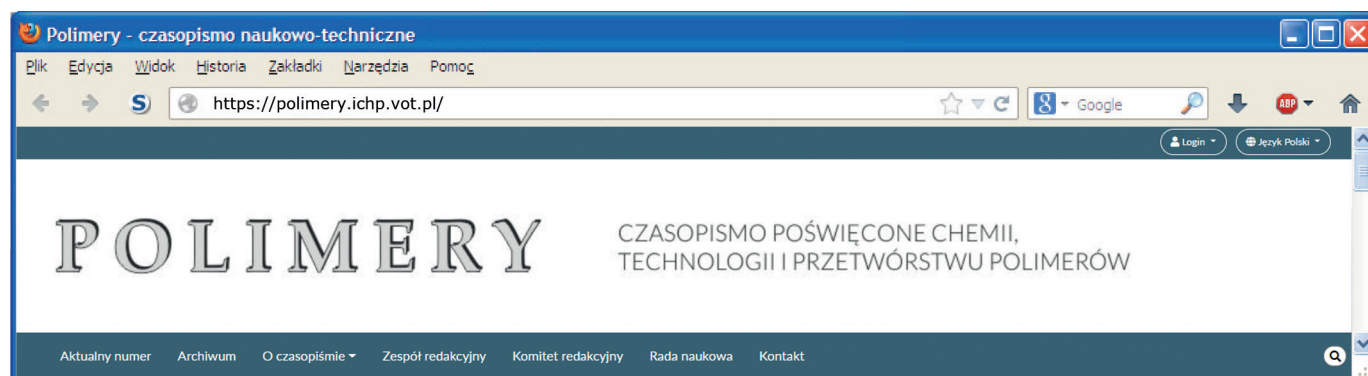 Polimery - czasopismo naukowo-techniczne
Plik Edycja Widok Historia Zakładki Narzędzia Pomoc
S https://polimery.ichp.vot.pl/ 8 Google ABP
Login Język Polski
POLIMERY
CZASOPISMO POŚWIĘCONE CHEMII,
TECHNOLOGII I PRZETWÓRSTWU POLIMERÓW
Aktualny numer Archiwum O czasopiśmie Zespół redakcyjny Komitet redakcyjny Rada naukowa Kontakt